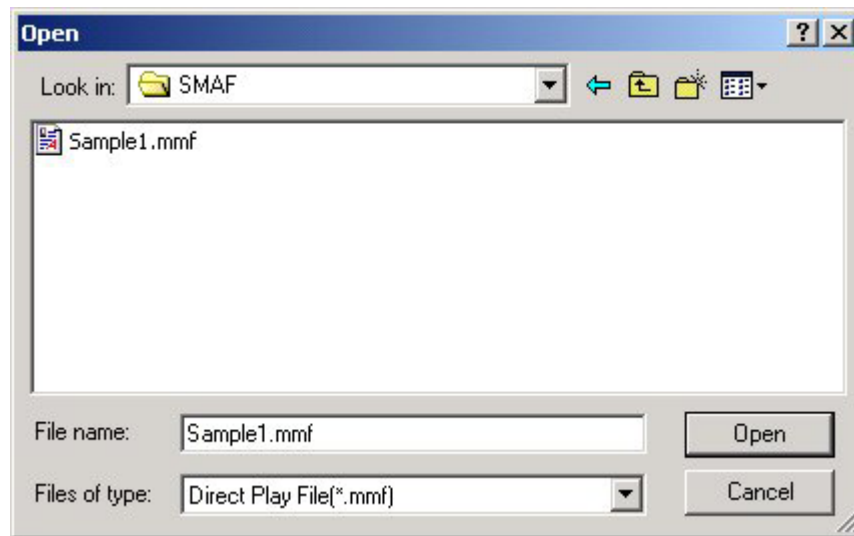 Open
Look in: SMAF
Sample1.mmf
File name: Sample1.mmf Open
Files of type: Direct Play File(*.mmf) Cancel